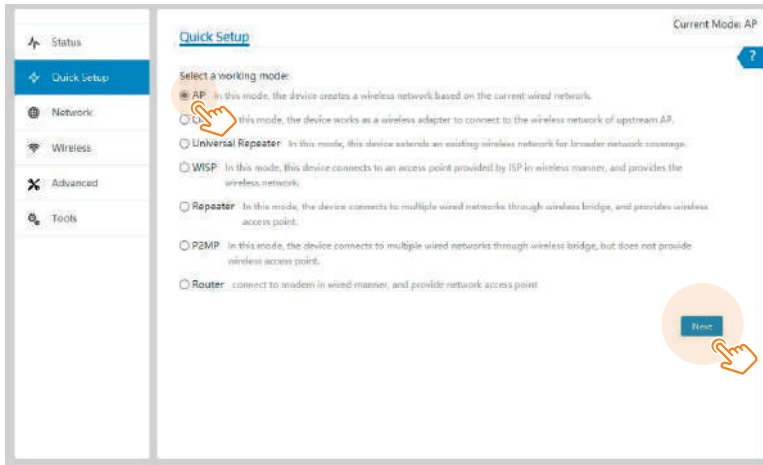 Current Mode: AP
Quick Setup
Status
Quick Setup
Network
Wireless
Advanced
Tools
?
Select a working mode:
AP In this mode, the device creates a wireless network based on the current wired network.
this mode, the device works as a wireless adapter to connect to the wireless network of upstream AP.
Universal Repeater In this mode, this device extends an existing wireless network for broader network coverage.
WISP In this mode, this device connects to an access point provided by ISP in wireless manner, and provides the
wireless network.
Repeater In this mode, the device connects to multiple wired networks through wireless bridge, and provides wireless
access point.
P2MP In this mode, the device connects to multiple wired networks through wireless bridge, but does not provide
wireless access point.
Router connect to modem in wired manner, and provide network access point
Next